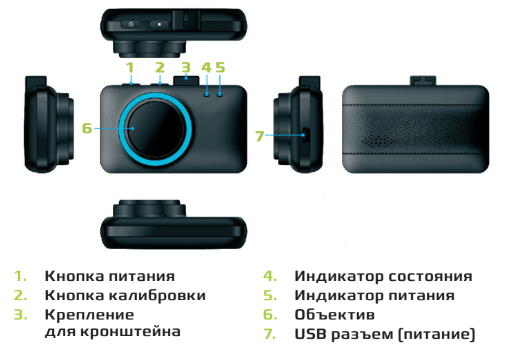 1 2 3 4 5
6
7
1. Кнопка питания
2. Кнопка калибровки
3. Крепление
для кронштейна
4. Индикатор состояния
5. Индикатор питания
6. Объектив
7. USB разъем (питание)